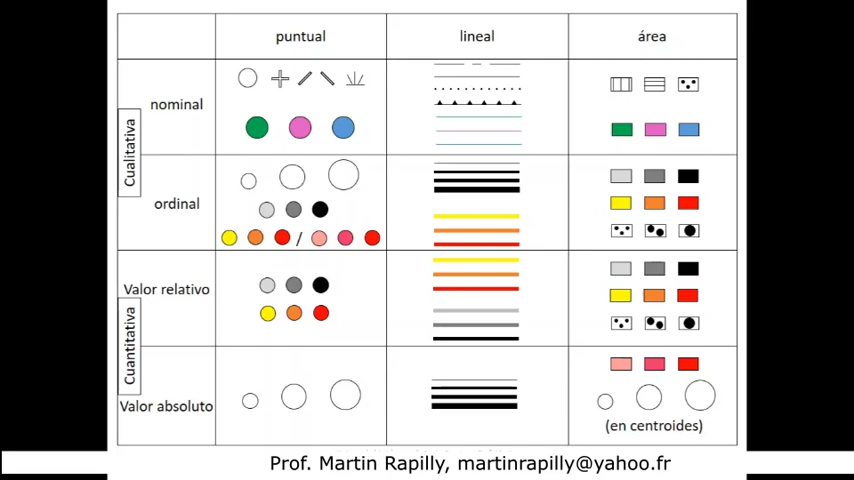 puntual lineal área
nominal
Cualitativa
ordinal
/
Valor relativo
Cuantitativa
Valor absoluto
(en centroides)
Prof. Martin Rapilly, martinrapilly@yahoo.fr